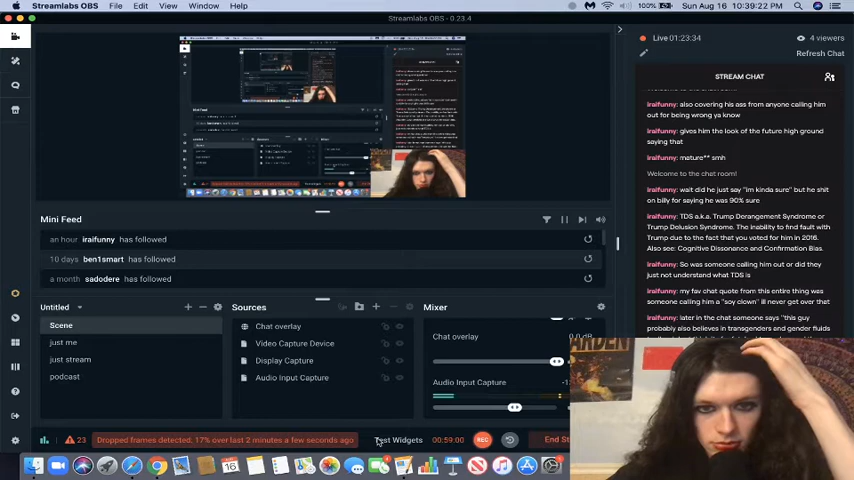 Streamlabs OBS File Edit View Window Help 100% Sun Aug 16 10:39:22 PM
Streamlabs OBS - 0.23.4
Live 01:23:34 4 viewers
Refresh Chat
STREAM CHAT
iraifunny: also covering his ass from anyone calling him
out for being wrong ya know
iraifunny: gives him the look of the future high ground
saying that
iraifunny: mature** smh
Welcome to the chat room!
iraifunny: wait did he just say "im kinda sure" but he shit
on billy for saying he was 90% sure
iraifunny: TDS a.k.a. Trump Derangement Syndrome or
Trump Delusion Syndrome. The inability to find fault with
Trump due to the fact that you voted for him in 2016.
Also see: Cognitive Dissonance and Confirmation Bias.
iraifunny: So was someone calling him out or did they
just not understand what TDS is
iraifunny: my fav chat quote from this entire thing was
someone calling him a "soy clown" ill never get over that
iraifunny: later in the chat someone says "this guy
probably also believes in transgenders and gender fluids
Mini Feed
an hour iraifunny has followed
10 days ben1smart has followed
a month sadodere has followed
Untitled
Scene
just me
just stream
podcast
Sources
Chat overlay
Video Capture Device
Display Capture
Audio Input Capture
Mixer
Chat overlay 0.0 dB
Audio Input Capture
23 Dropped frames detected: 17% over last 2 minutes a few seconds ago
Test Widgets 00:59:00 REC End St
ARDEN